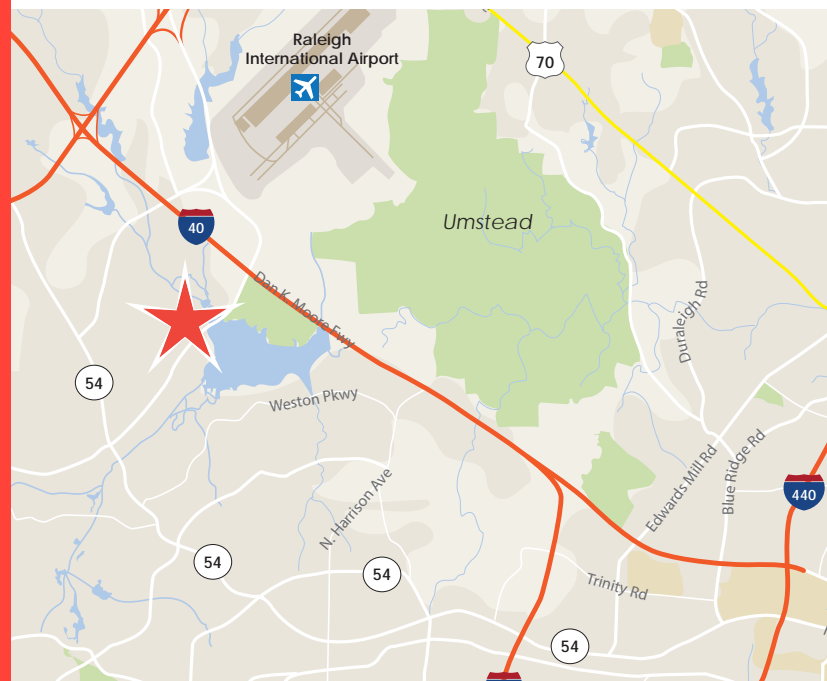 Raleigh
International Airport
70
Umstead
40
Dan K. Moore Fwy
Duraleigh Rd
54
Weston Pkwy
Edwards Mill Rd
Blue Ridge Rd
N. Harrison Ave
440
54
54
Trinity Rd
54